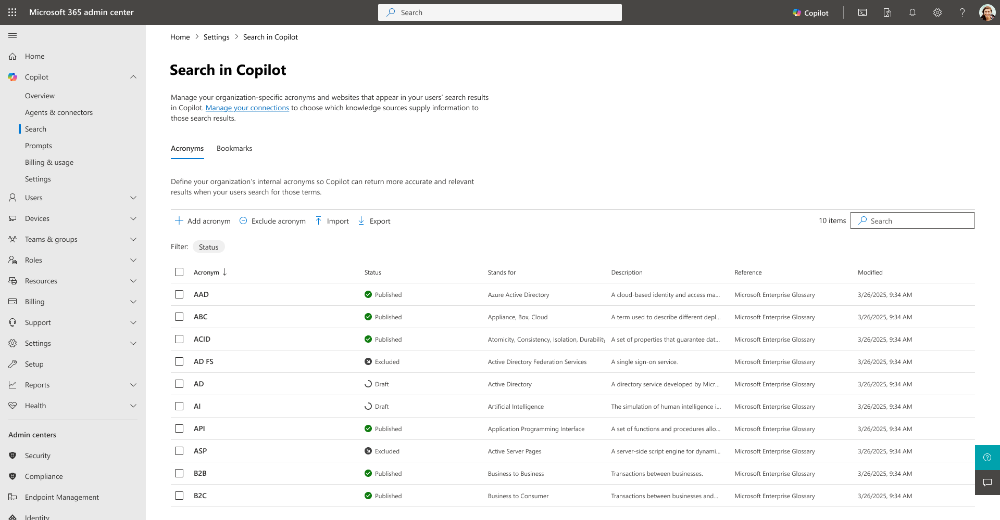 Microsoft 365 admin center
Search
Copilot
Home
Copilot
Overview
Agents & connectors
Search
Prompts
Billing & usage
Settings
Users
Devices
Teams & groups
Roles
Resources
Billing
Support
Settings
Setup
Reports
Health
Admin centers
Security
Compliance
Endpoint Management
Identity
Home > Settings > Search in Copilot
Search in Copilot
Manage your organization-specific acronyms and websites that appear in your users’ search results
in Copilot. Manage your connections to choose which knowledge sources supply information to
those search results.
Acronyms Bookmarks
Define your organization’s internal acronyms so Copilot can return more accurate and relevant
results when your users search for those terms.
Add acronym Exclude acronym Import Export 10 items Search
Filter: Status
Acronym Status Stands for Description Reference Modified
AAD Published Azure Active Directory A cloud-based identity and access ma... Microsoft Enterprise Glossary 3/26/2025, 9:34 AM
ABC Published Appliance, Box, Cloud A term used to describe different depl... Microsoft Enterprise Glossary 3/26/2025, 9:34 AM
ACID Published Atomicity, Consistency, Isolation, Durability A set of properties that guarantee dat... Microsoft Enterprise Glossary 3/26/2025, 9:34 AM
AD FS Excluded Active Directory Federation Services A single sign-on service. Microsoft Enterprise Glossary 3/26/2025, 9:34 AM
AD Draft Active Directory A directory service developed by Micr... Microsoft Enterprise Glossary 3/26/2025, 9:34 AM
AI Draft Artificial Intelligence The simulation of human intelligence i... Microsoft Enterprise Glossary 3/26/2025, 9:34 AM
API Published Application Programming Interface A set of functions and procedures allo... Microsoft Enterprise Glossary 3/26/2025, 9:34 AM
ASP Excluded Active Server Pages A server-side script engine for dynami... Microsoft Enterprise Glossary 3/26/2025, 9:34 AM
B2B Published Business to Business Transactions between businesses. Microsoft Enterprise Glossary 3/26/2025, 9:34 AM
B2C Published Business to Consumer Transactions between businesses and... Microsoft Enterprise Glossary 3/26/2025, 9:34 AM